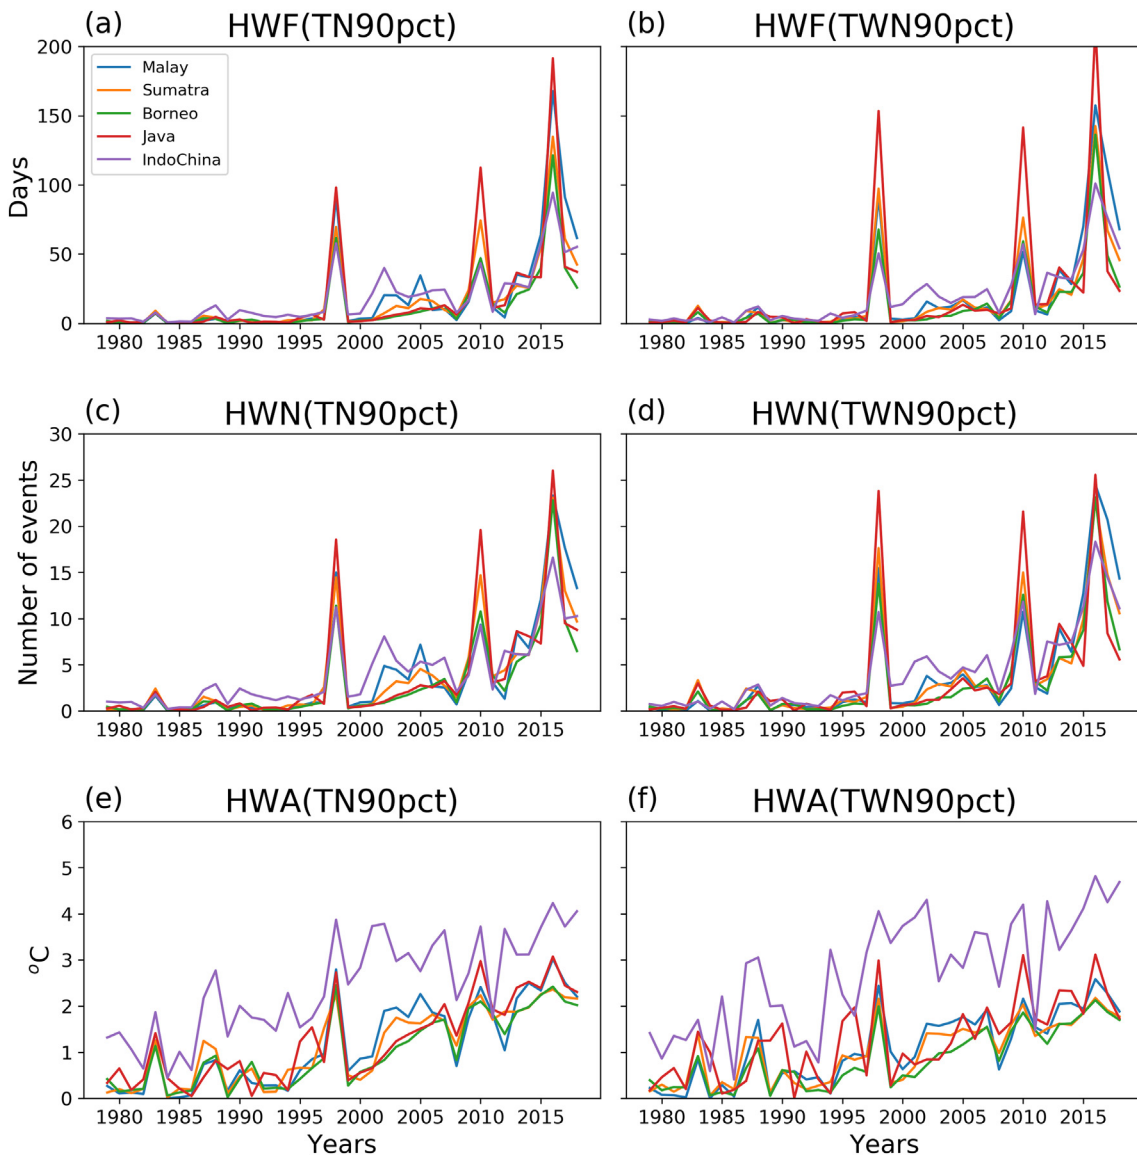 (a) HWF(TN90pct)
(b) HWF(TWN90pct)
Days
200
150
100
50
0
Malay
Sumatra
Borneo
Java
IndoChina
1980 1985 1990 1995 2000 2005 2010 2015
1980 1985 1990 1995 2000 2005 2010 2015
(c) HWN(TN90pct)
(d) HWN(TWN90pct)
Number of events
30
25
20
15
10
5
0
1980 1985 1990 1995 2000 2005 2010 2015
1980 1985 1990 1995 2000 2005 2010 2015
(e) HWA(TN90pct)
(f) HWA(TWN90pct)
°C
6
5
4
3
2
1
0
1980 1985 1990 1995 2000 2005 2010 2015
1980 1985 1990 1995 2000 2005 2010 2015
Years
Years